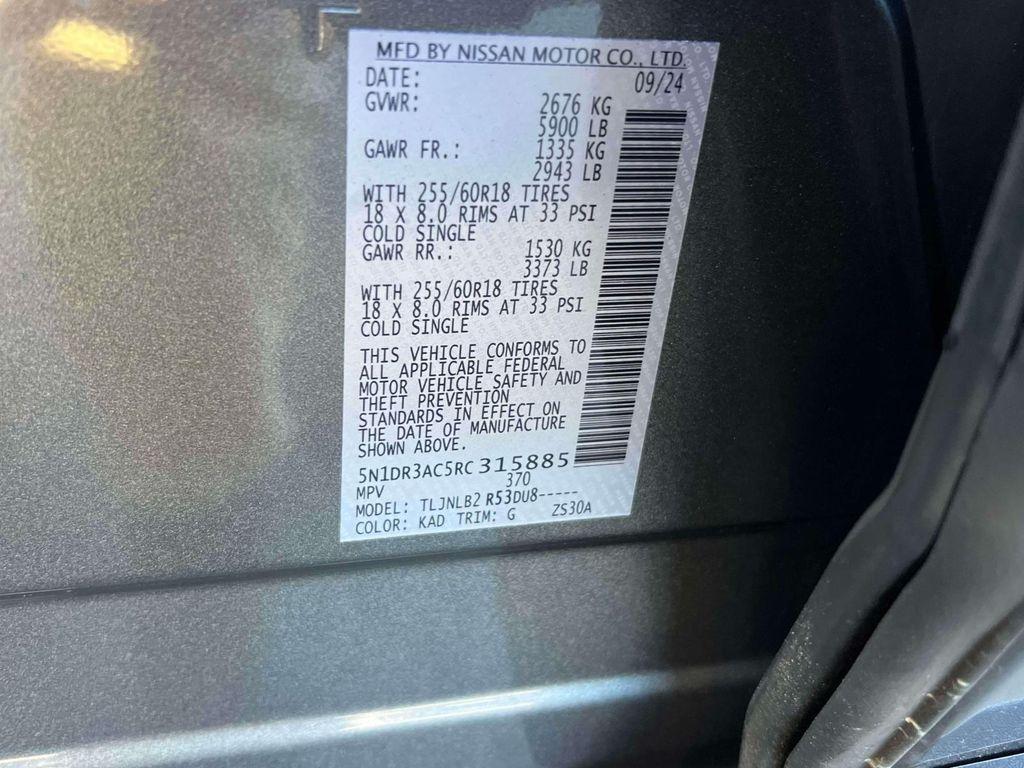 MFD BY NISSAN MOTOR CO., LTD.
DATE: 09/24
GVWR: 2676 KG
5900 LB
GAWR FR.: 1335 KG
2943 LB
WITH 255/60R18 TIRES
18 X 8.0 RIMS AT 33 PSI
COLD SINGLE
GAWR RR.: 1530 KG
3373 LB
WITH 255/60R18 TIRES
18 X 8.0 RIMS AT 33 PSI
COLD SINGLE
THIS VEHICLE CONFORMS TO
ALL APPLICABLE FEDERAL
MOTOR VEHICLE SAFETY AND
THEFT PREVENTION
STANDARDS IN EFFECT ON
THE DATE OF MANUFACTURE
SHOWN ABOVE.
5N1DR3AC5RC315885
MPV 370
MODEL: TLJNLB2 R53DU8-----
COLOR: KAD TRIM: G ZS30A